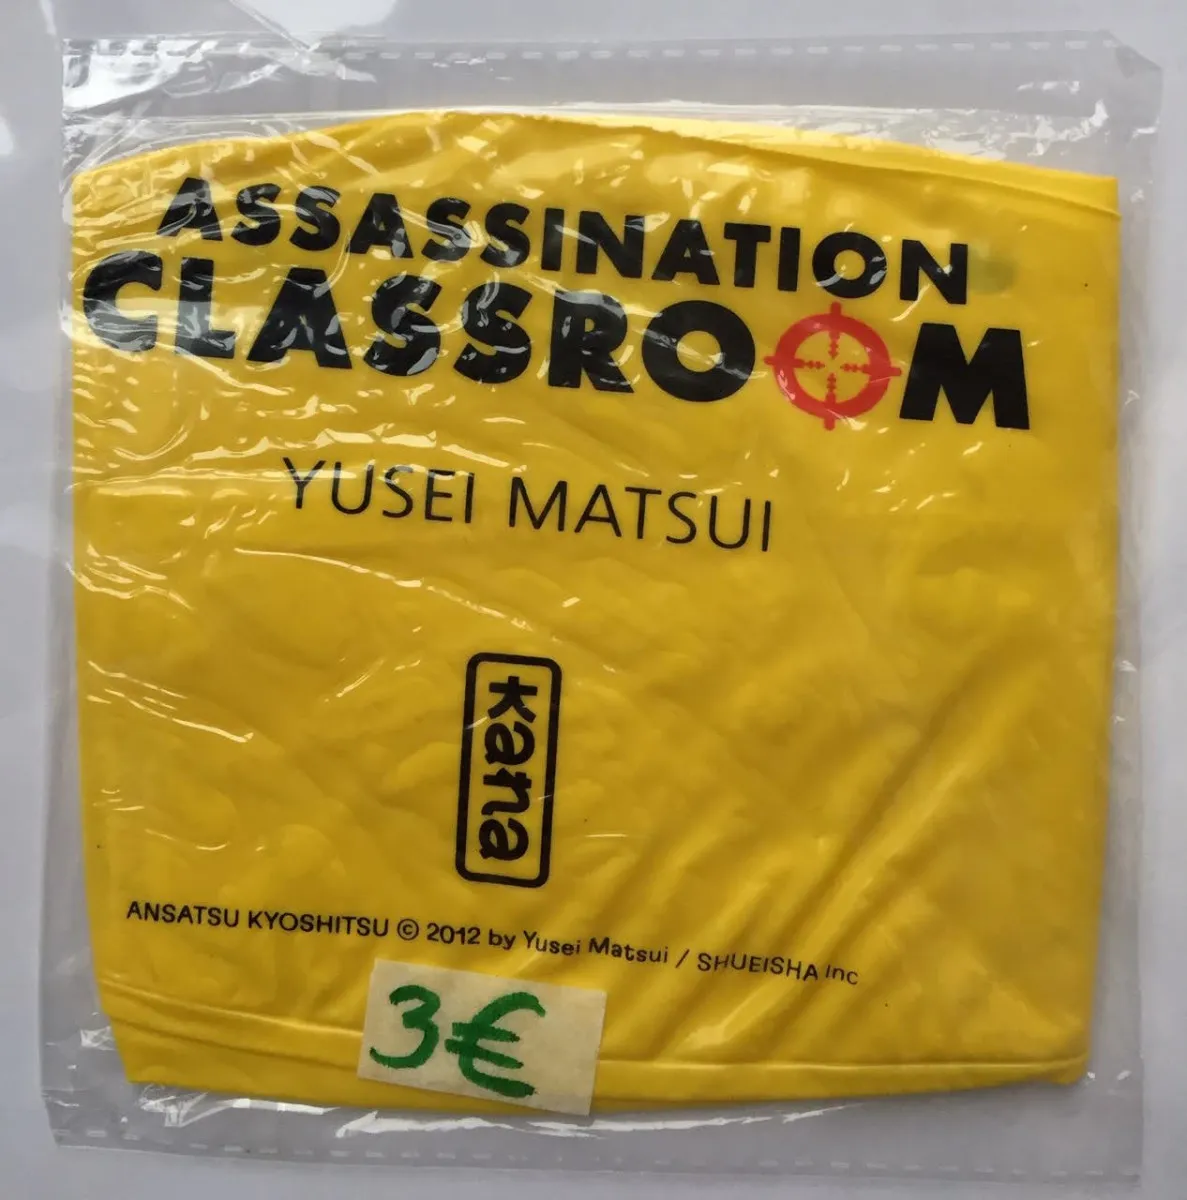 ASSASSINATION
CLASSROOM
YUSEI MATSUI
kana
ANSATSU KYOSHITSU © 2012 by Yusei Matsui / SHUEISHA Inc
3€